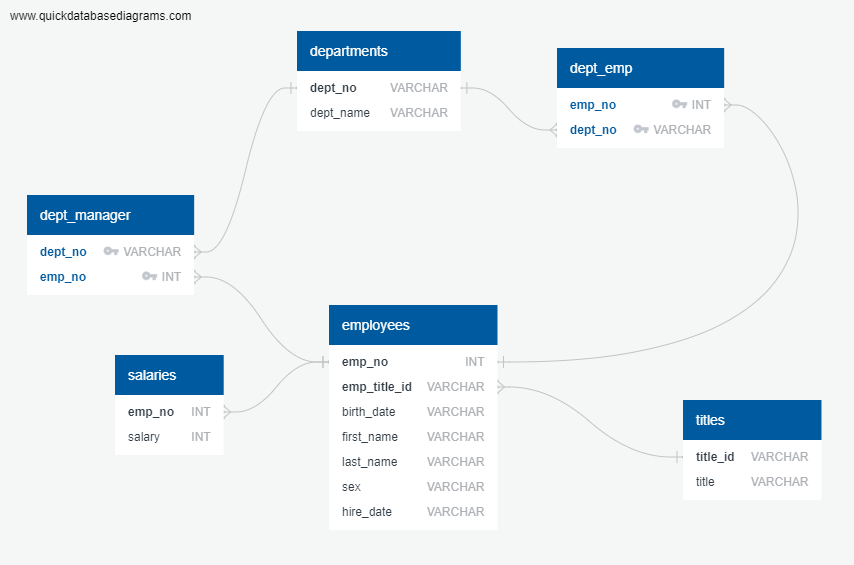 www.quickdatabasediagrams.com
departments
dept_no VARCHAR
dept_name VARCHAR
dept_emp
emp_no INT
dept_no VARCHAR
dept_manager
dept_no VARCHAR
emp_no INT
employees
emp_no INT
emp_title_id VARCHAR
birth_date VARCHAR
first_name VARCHAR
last_name VARCHAR
sex VARCHAR
hire_date VARCHAR
salaries
emp_no INT
salary INT
titles
title_id VARCHAR
title VARCHAR